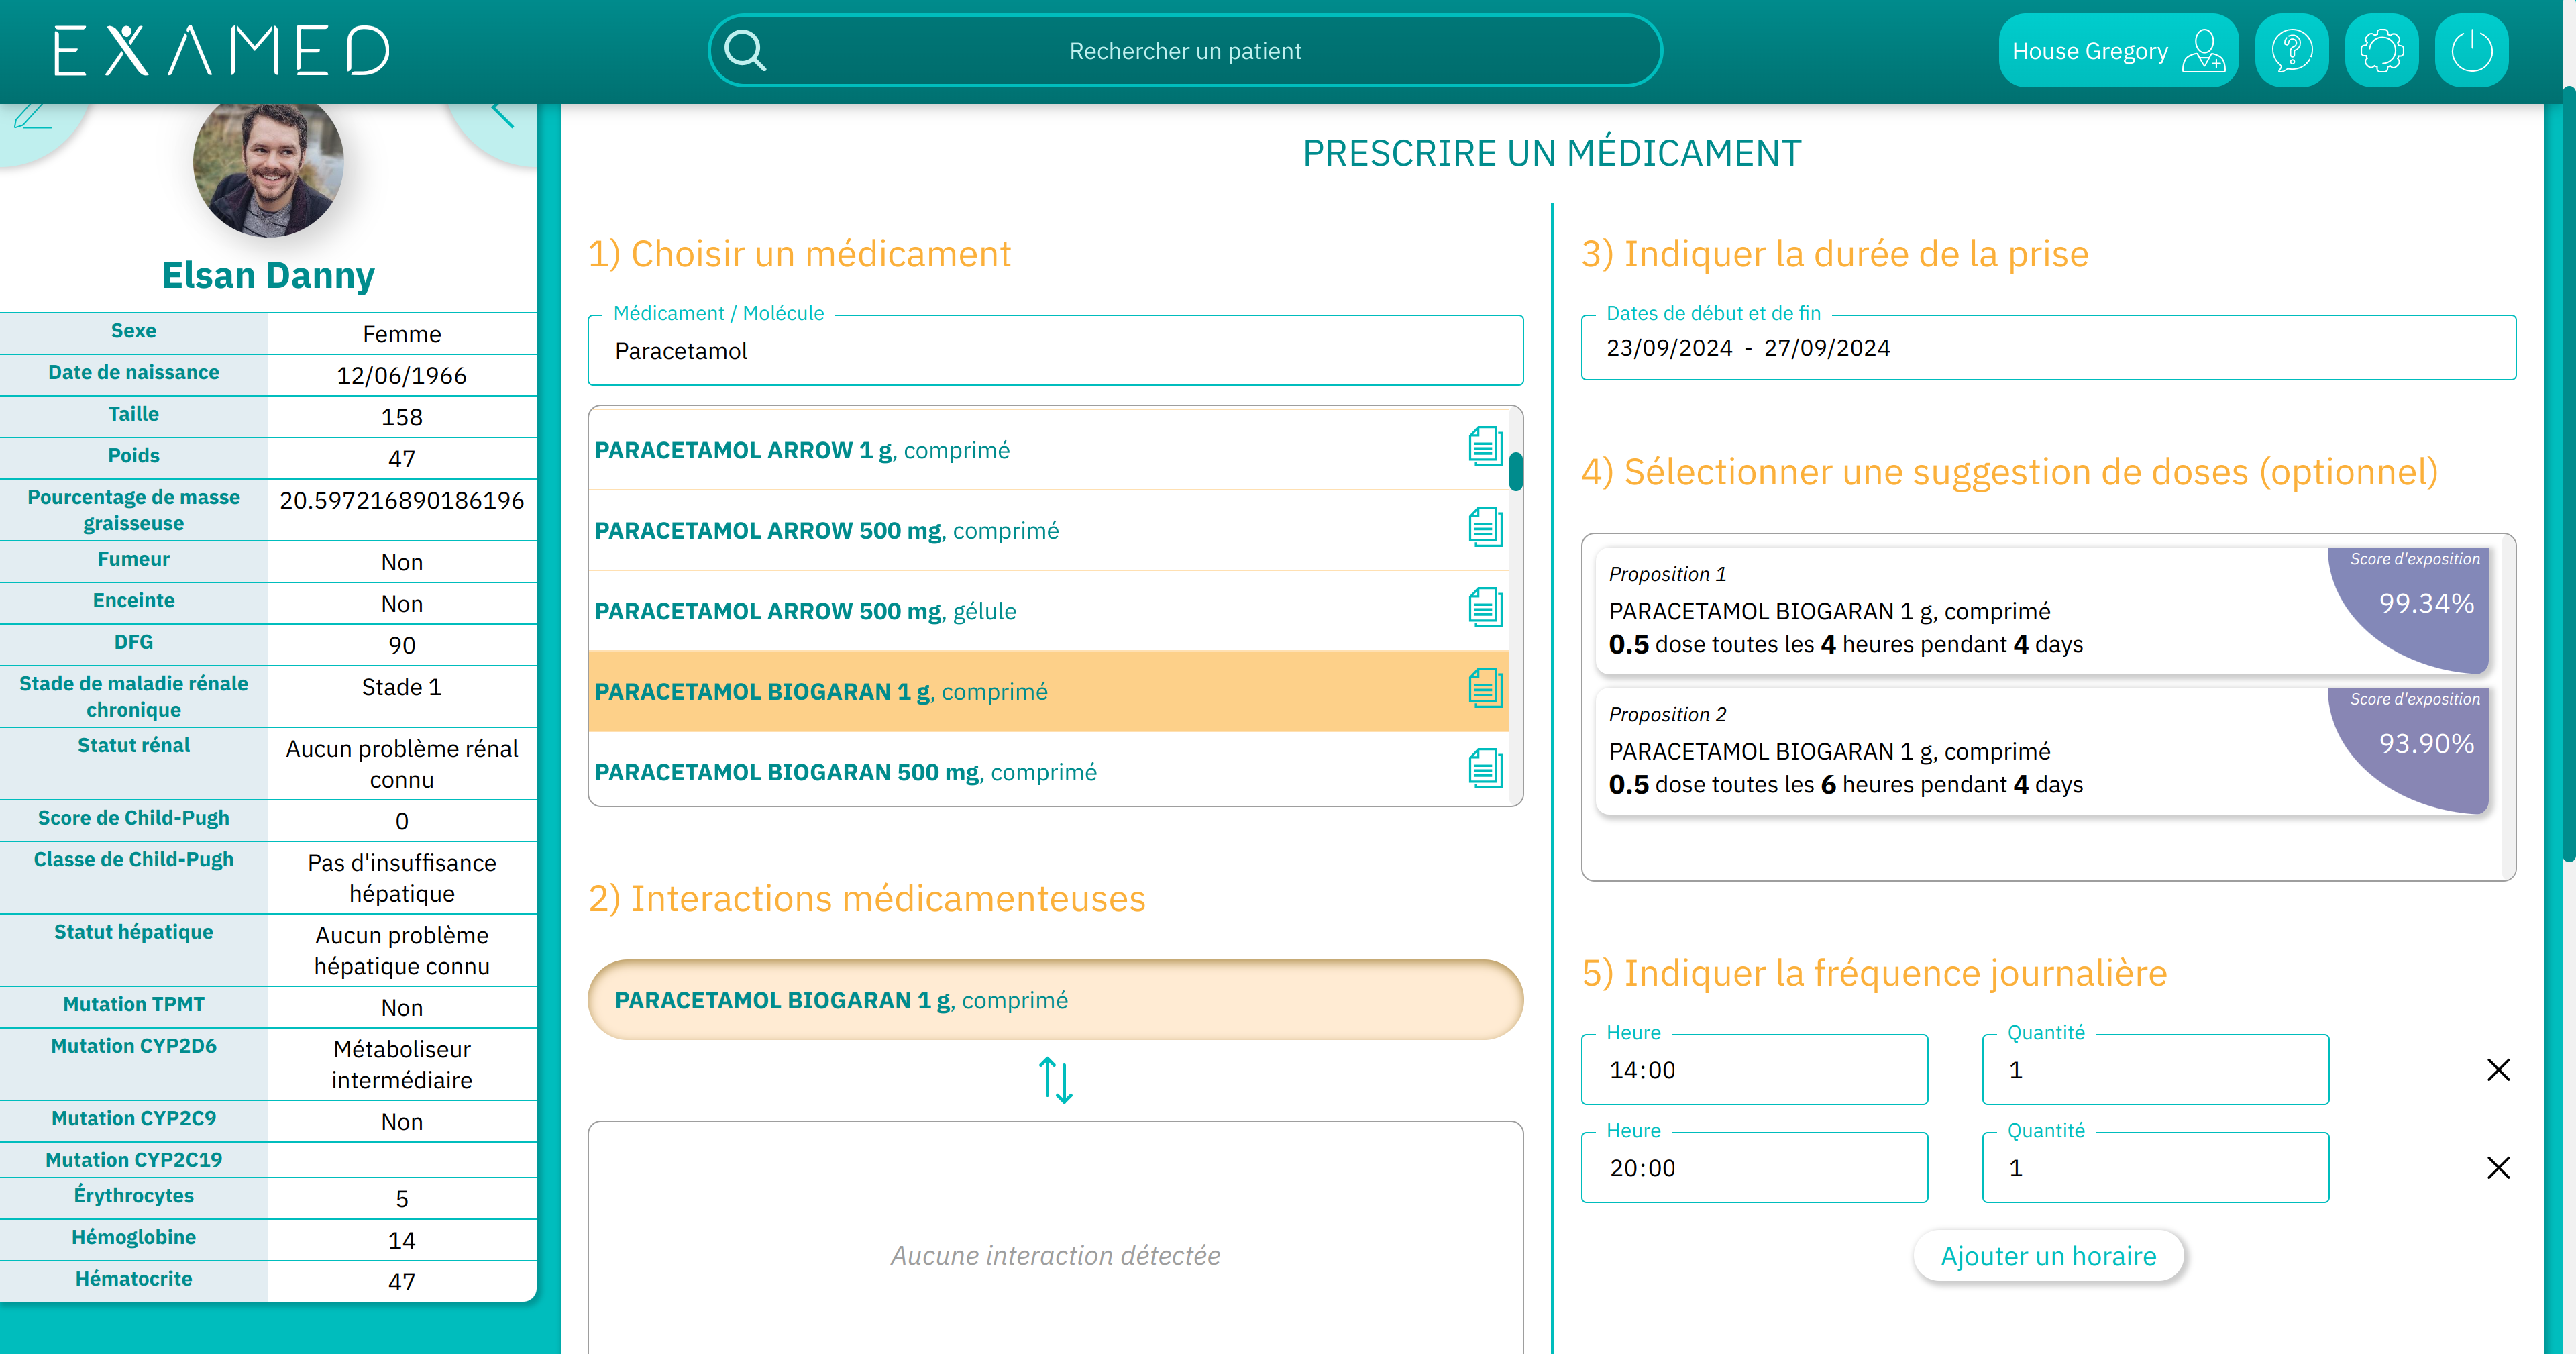 EXAMED
Rechercher un patient
House Gregory
Elsan Danny
Sexe Femme
Date de naissance 12/06/1966
Taille 158
Poids 47
Pourcentage de masse 20.597216890186196
graisseuse
Fumeur Non
Enceinte Non
DFG 90
Stade de maladie rénale Stade 1
chronique
Statut rénal Aucun problème rénal
connu
Score de Child-Pugh 0
Classe de Child-Pugh Pas d'insuffisance
hépatique
Statut hépatique Aucun problème
hépatique connu
Mutation TPMT Non
Mutation CYP2D6 Métaboliseur
intermédiaire
Mutation CYP2C9 Non
Mutation CYP2C19
Érythrocytes 5
Hémoglobine 14
Hématocrite 47
PRESCRIRE UN MÉDICAMENT
1) Choisir un médicament
Médicament / Molécule
Paracetamol
PARACETAMOL ARROW 1 g, comprimé
PARACETAMOL ARROW 500 mg, comprimé
PARACETAMOL ARROW 500 mg, gélule
PARACETAMOL BIOGARAN 1 g, comprimé
PARACETAMOL BIOGARAN 500 mg, comprimé
2) Interactions médicamenteuses
PARACETAMOL BIOGARAN 1 g, comprimé
Aucune interaction détectée
3) Indiquer la durée de la prise
Dates de début et de fin
23/09/2024 - 27/09/2024
4) Sélectionner une suggestion de doses (optionnel)
Score d'exposition
Proposition 1
99.34%
PARACETAMOL BIOGARAN 1 g, comprimé
0.5 dose toutes les 4 heures pendant 4 days
Score d'exposition
Proposition 2
93.90%
PARACETAMOL BIOGARAN 1 g, comprimé
0.5 dose toutes les 6 heures pendant 4 days
5) Indiquer la fréquence journalière
Heure Quantité
14:00 1
Heure Quantité
20:00 1
Ajouter un horaire